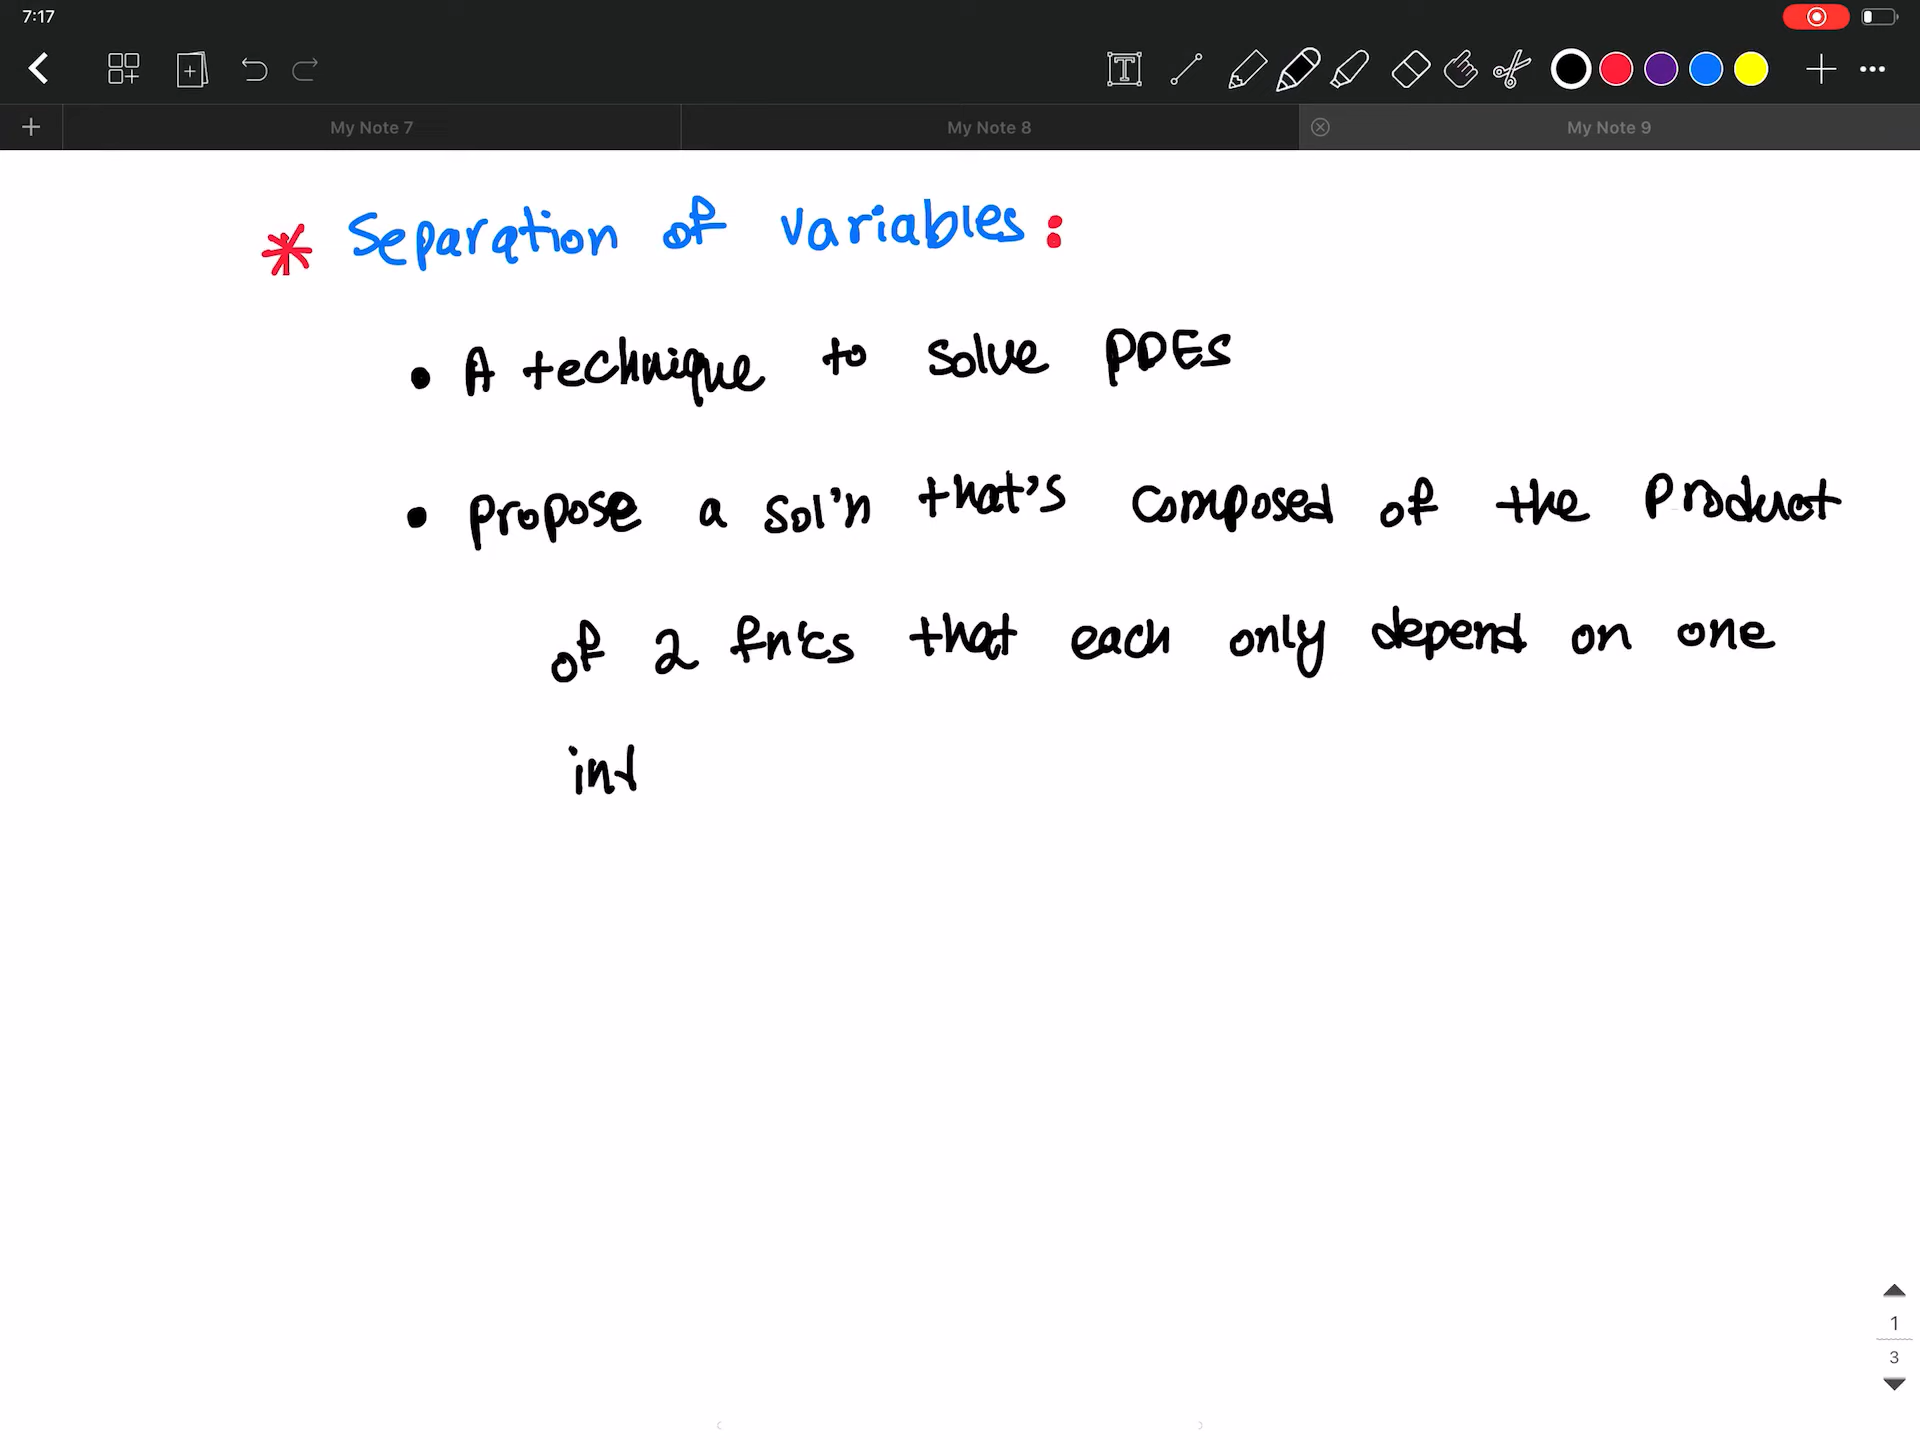 7:17
My Note 7
My Note 8
My Note 9
* Separation of variables:
• A technique to solve PDEs
• Propose a sol'n that's composed of the Product
of 2 fn'cs that each only depend on one
ind
1
3